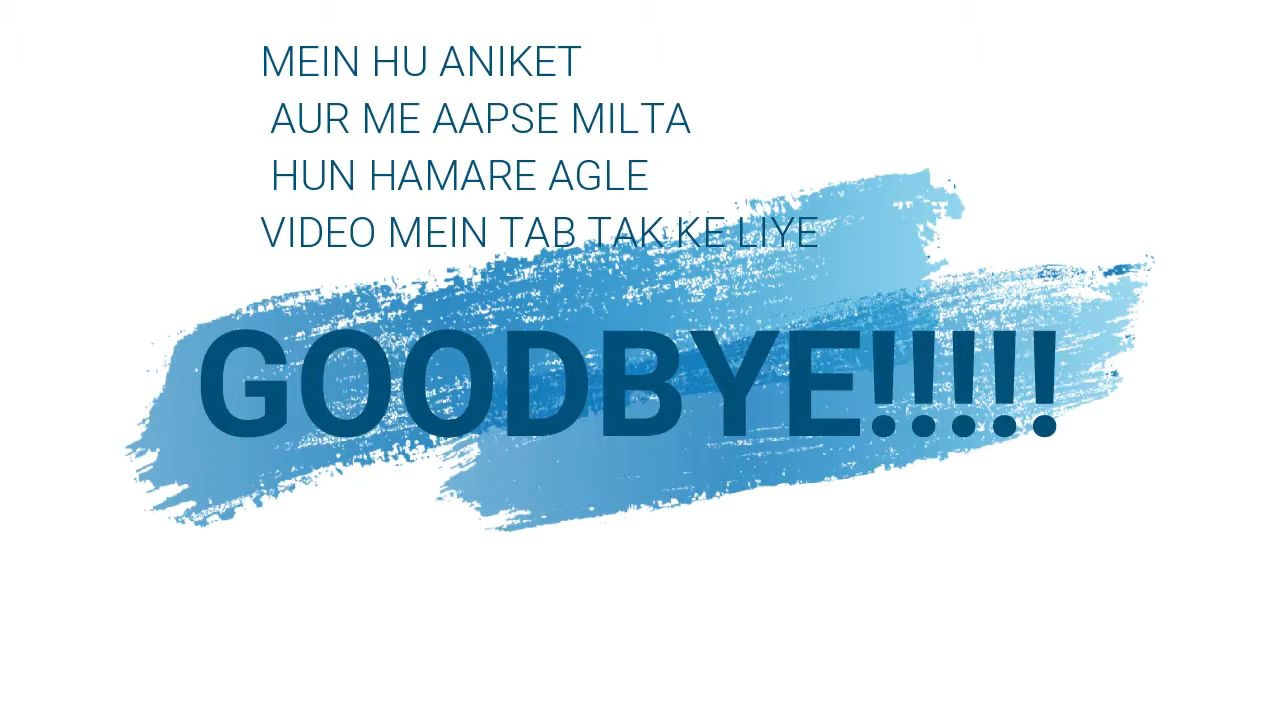 MEIN HU ANIKET
AUR ME AAPSE MILTA
HUN HAMARE AGLE
VIDEO MEIN TAB TAK KE LIYE
GOODBYE!!!!!